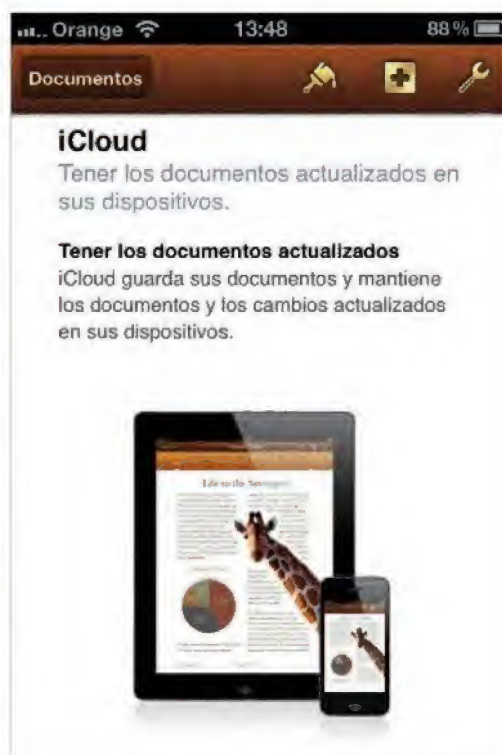 Orange 13:48 88 %
Documentos
iCloud
Tener los documentos actualizados en
sus dispositivos.
Tener los documentos actualizados
iCloud guarda sus documentos y mantiene
los documentos y los cambios actualizados
en sus dispositivos.